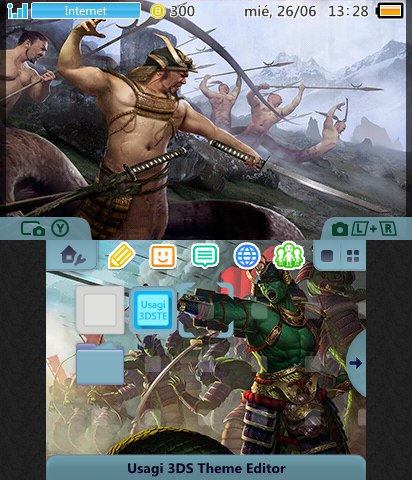 Internet
B 300
mié, 26/06 13:28
Y
L+R
Usagi
3DSTE
Usagi 3DS Theme Editor